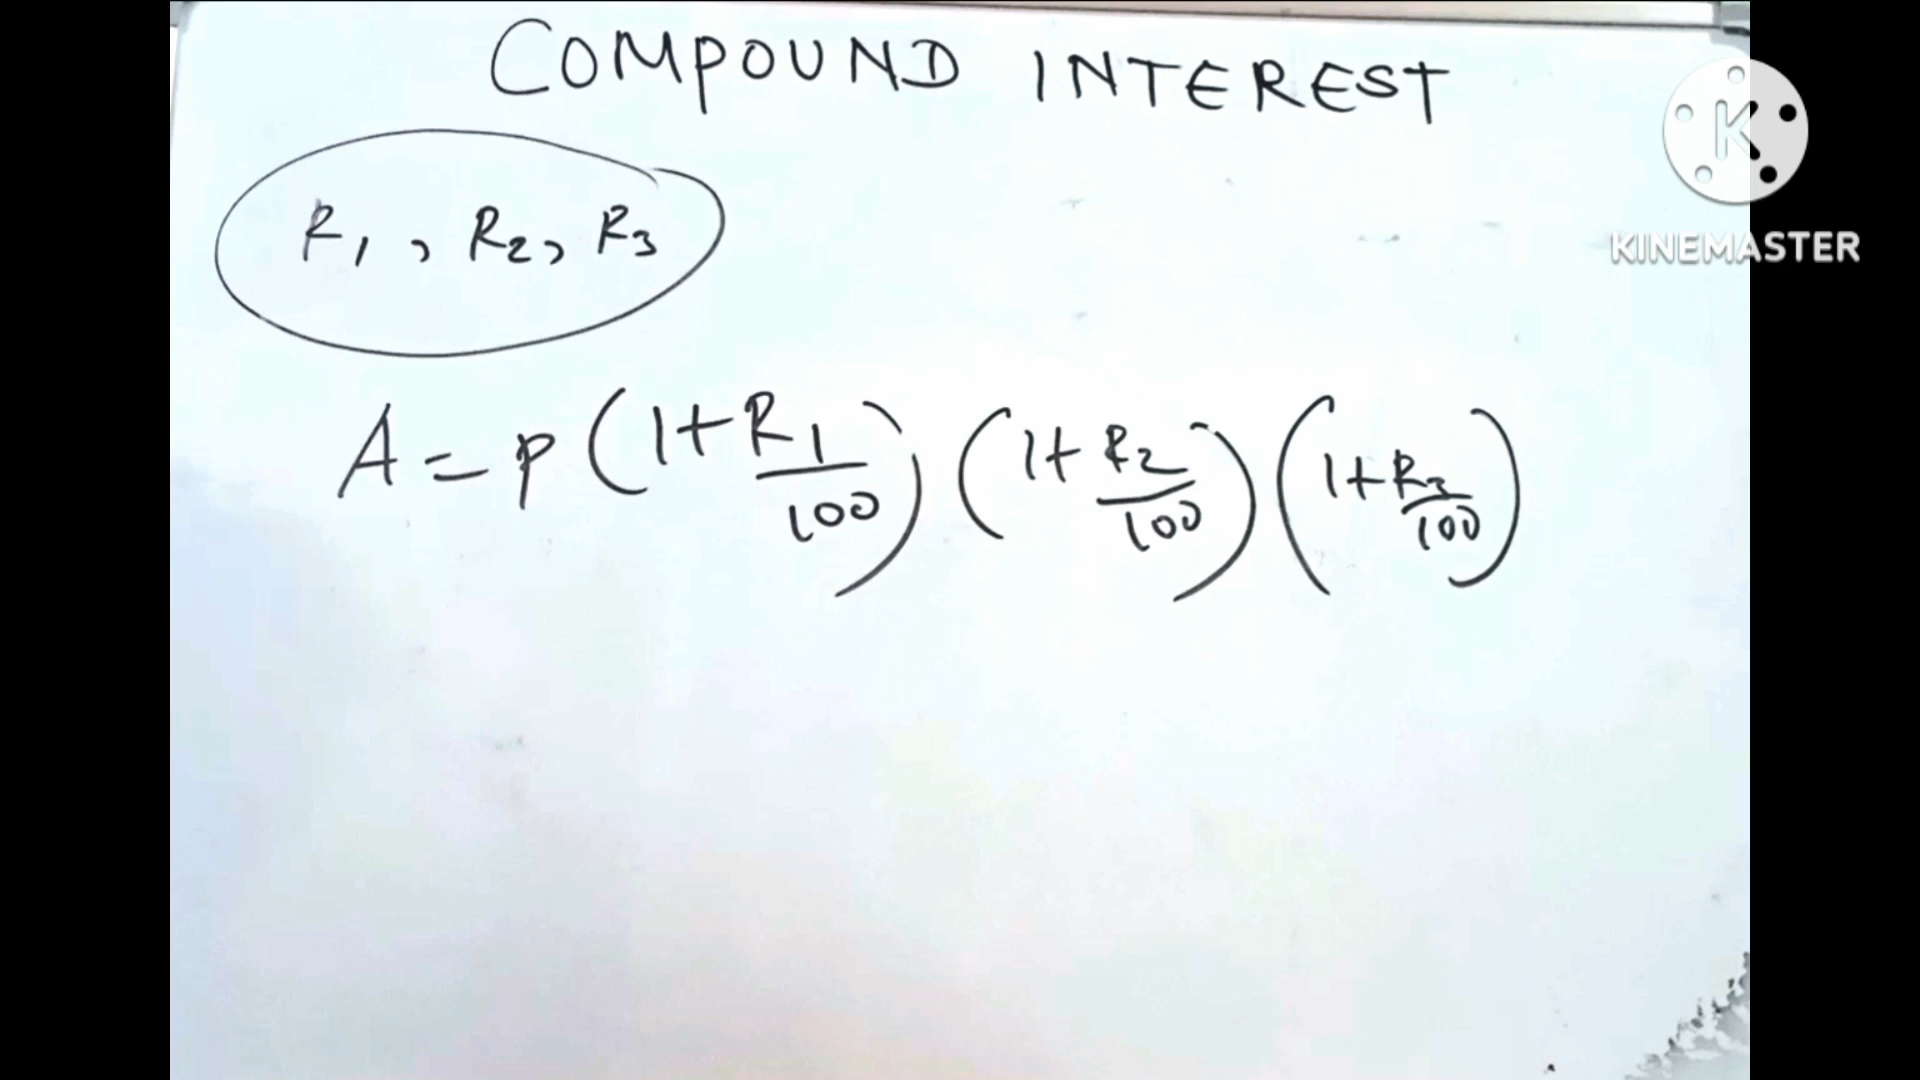 COMPOUND INTEREST
R1, R2, R3
A = P (1+R1/100) (1+R2/100) (1+R3/100)
K
KINEMASTER